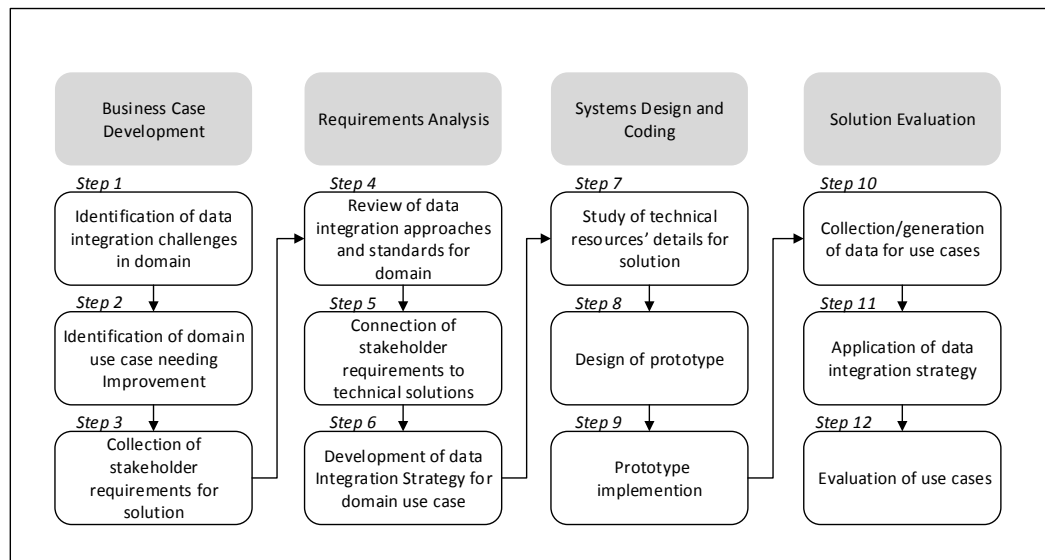 Business Case
Development
Step 1
Identification of data
integration challenges
in domain
Step 2
Identification of domain
use case needing
Improvement
Step 3
Collection of
stakeholder
requirements for
solution
Requirements Analysis
Step 4
Review of data
integration approaches
and standards for
domain
Step 5
Connection of
stakeholder
requirements to
technical solutions
Step 6
Development of data
Integration Strategy for
domain use case
Systems Design and
Coding
Step 7
Study of technical
resources’ details for
solution
Step 8
Design of prototype
Step 9
Prototype
implemention
Solution Evaluation
Step 10
Collection/generation
of data for use cases
Step 11
Application of data
integration strategy
Step 12
Evaluation of use cases